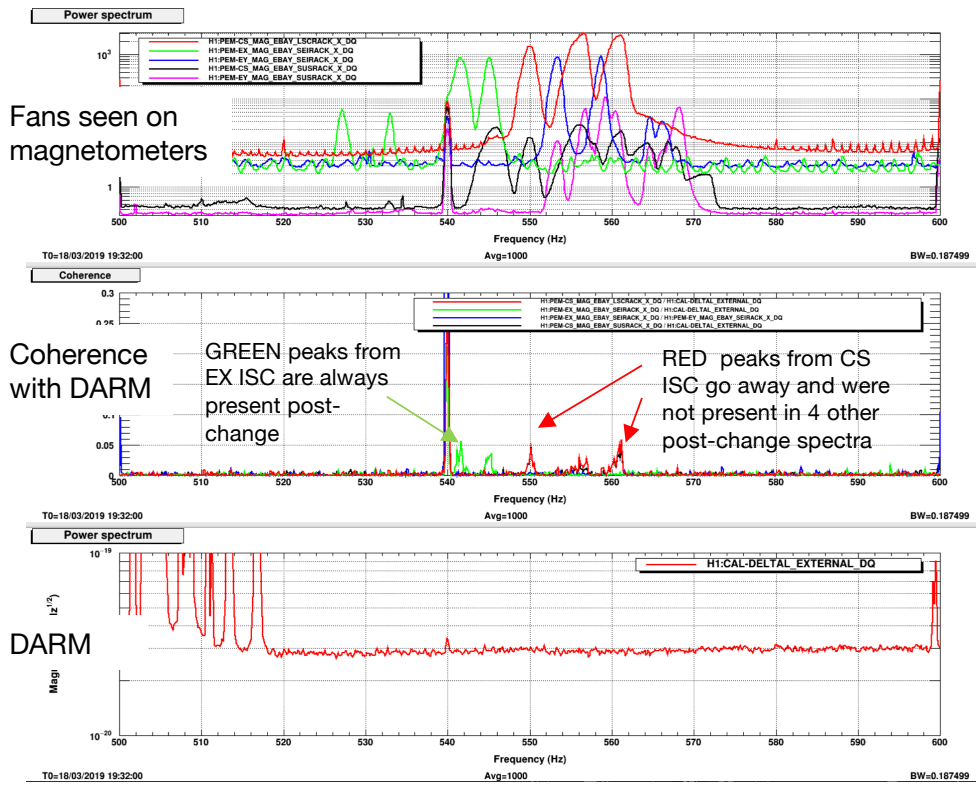 Power spectrum
H1:PEM-CS_MAG_EBAY_LSCRACK_X_DQ
H1:PEM-EX_MAG_EBAY_SEIRACK_X_DQ
H1:PEM-EY_MAG_EBAY_SEIRACK_X_DQ
H1:PEM-CS_MAG_EBAY_SUSRACK_X_DQ
H1:PEM-EY_MAG_EBAY_SUSRACK_X_DQ
10³
1
Fans seen on
magnetometers
500 510 520 530 540 550 560 570 580 590 600
Frequency (Hz)
T0=18/03/2019 19:32:00 Avg=1000 BW=0.187499
Coherence
H1:PEM-CS_MAG_EBAY_LSCRACK_X_DQ / H1:CAL-DELTAL_EXTERNAL_DQ
H1:PEM-EX_MAG_EBAY_SEIRACK_X_DQ / H1:CAL-DELTAL_EXTERNAL_DQ
H1:PEM-EX_MAG_EBAY_SEIRACK_X_DQ / H1:PEM-EY_MAG_EBAY_SEIRACK_X_DQ
H1:PEM-CS_MAG_EBAY_SUSRACK_X_DQ / H1:CAL-DELTAL_EXTERNAL_DQ
0.3
0.25
0.1
0.05
0
Coherence
with DARM
GREEN peaks from
EX ISC are always
present post-
change
RED peaks from CS
ISC go away and were
not present in 4 other
post-change spectra
500 510 520 530 540 550 560 570 580 590 600
Frequency (Hz)
T0=18/03/2019 19:32:00 Avg=1000 BW=0.187499
Power spectrum
H1:CAL-DELTAL_EXTERNAL_DQ
10⁻¹⁹
10⁻²⁰
DARM
500 510 520 530 540 550 560 570 580 590 600
Frequency (Hz)
T0=18/03/2019 19:32:00 Avg=1000 BW=0.187499